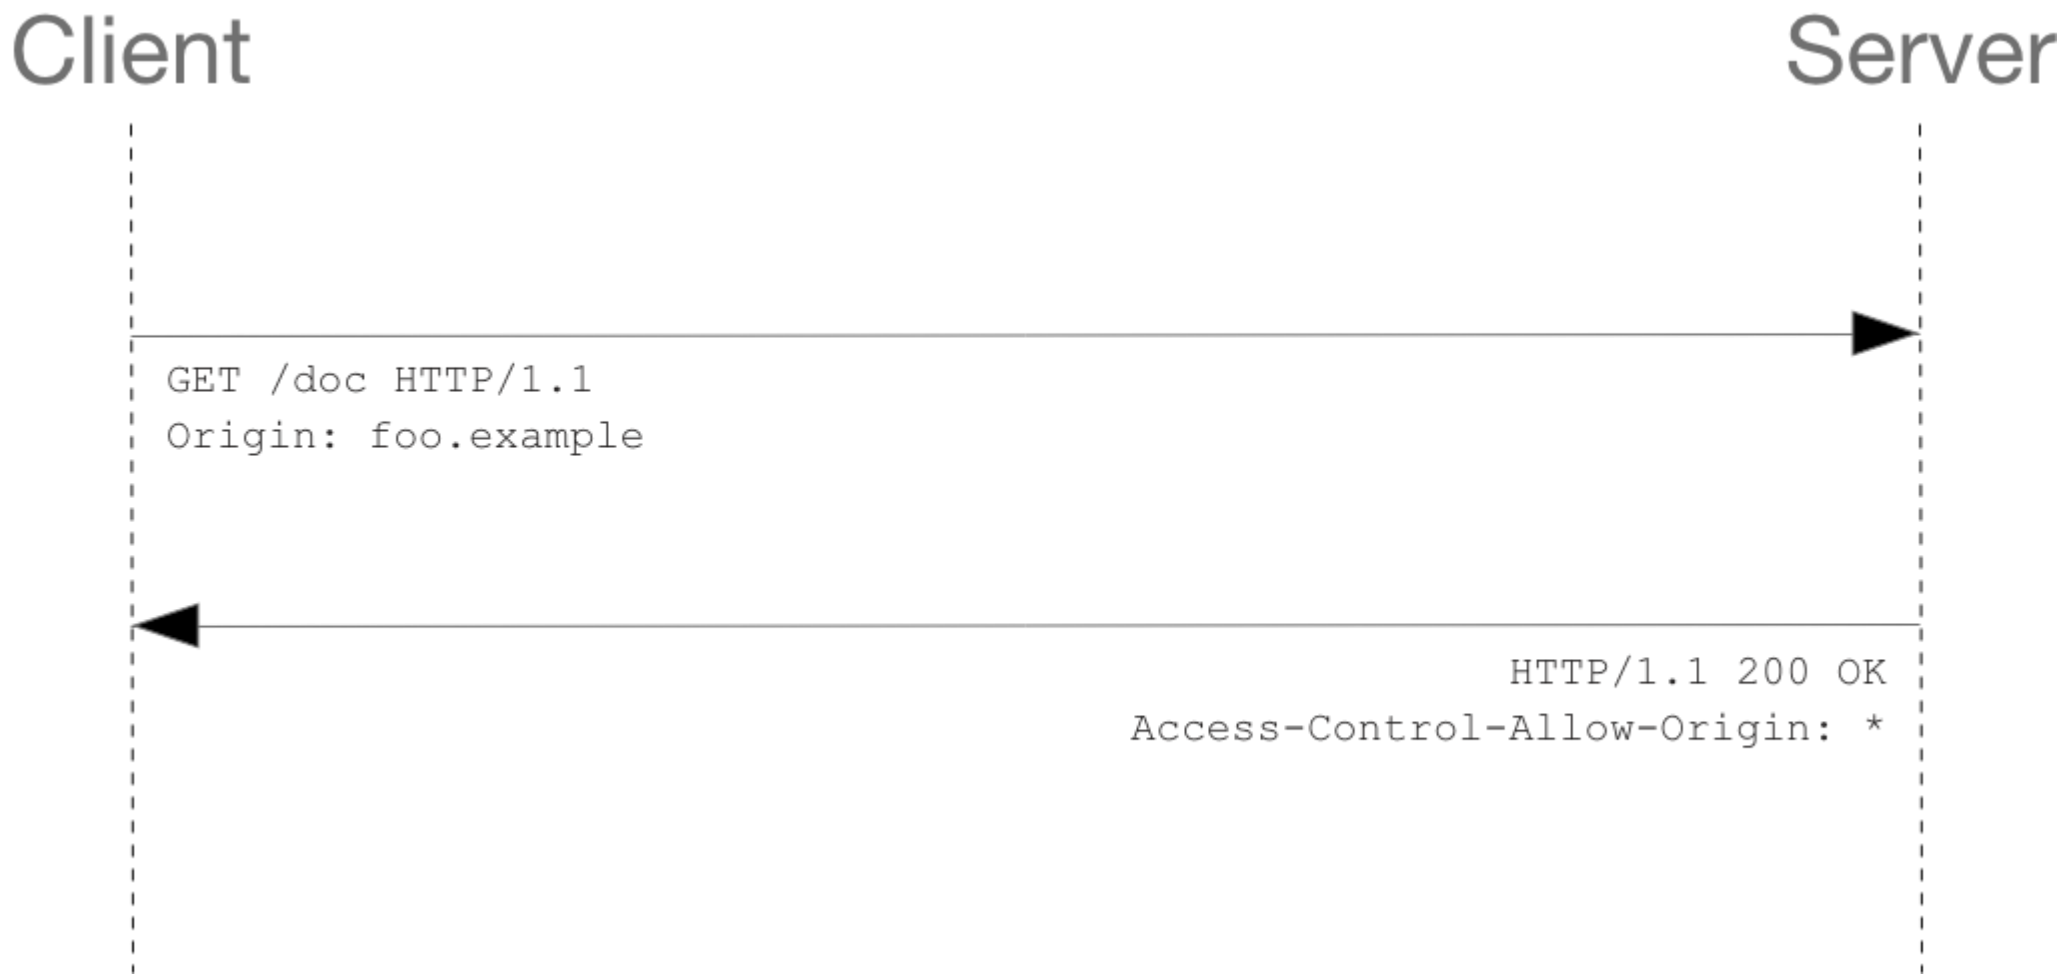 Client
Server
GET /doc HTTP/1.1
Origin: foo.example
HTTP/1.1 200 OK
Access-Control-Allow-Origin: *